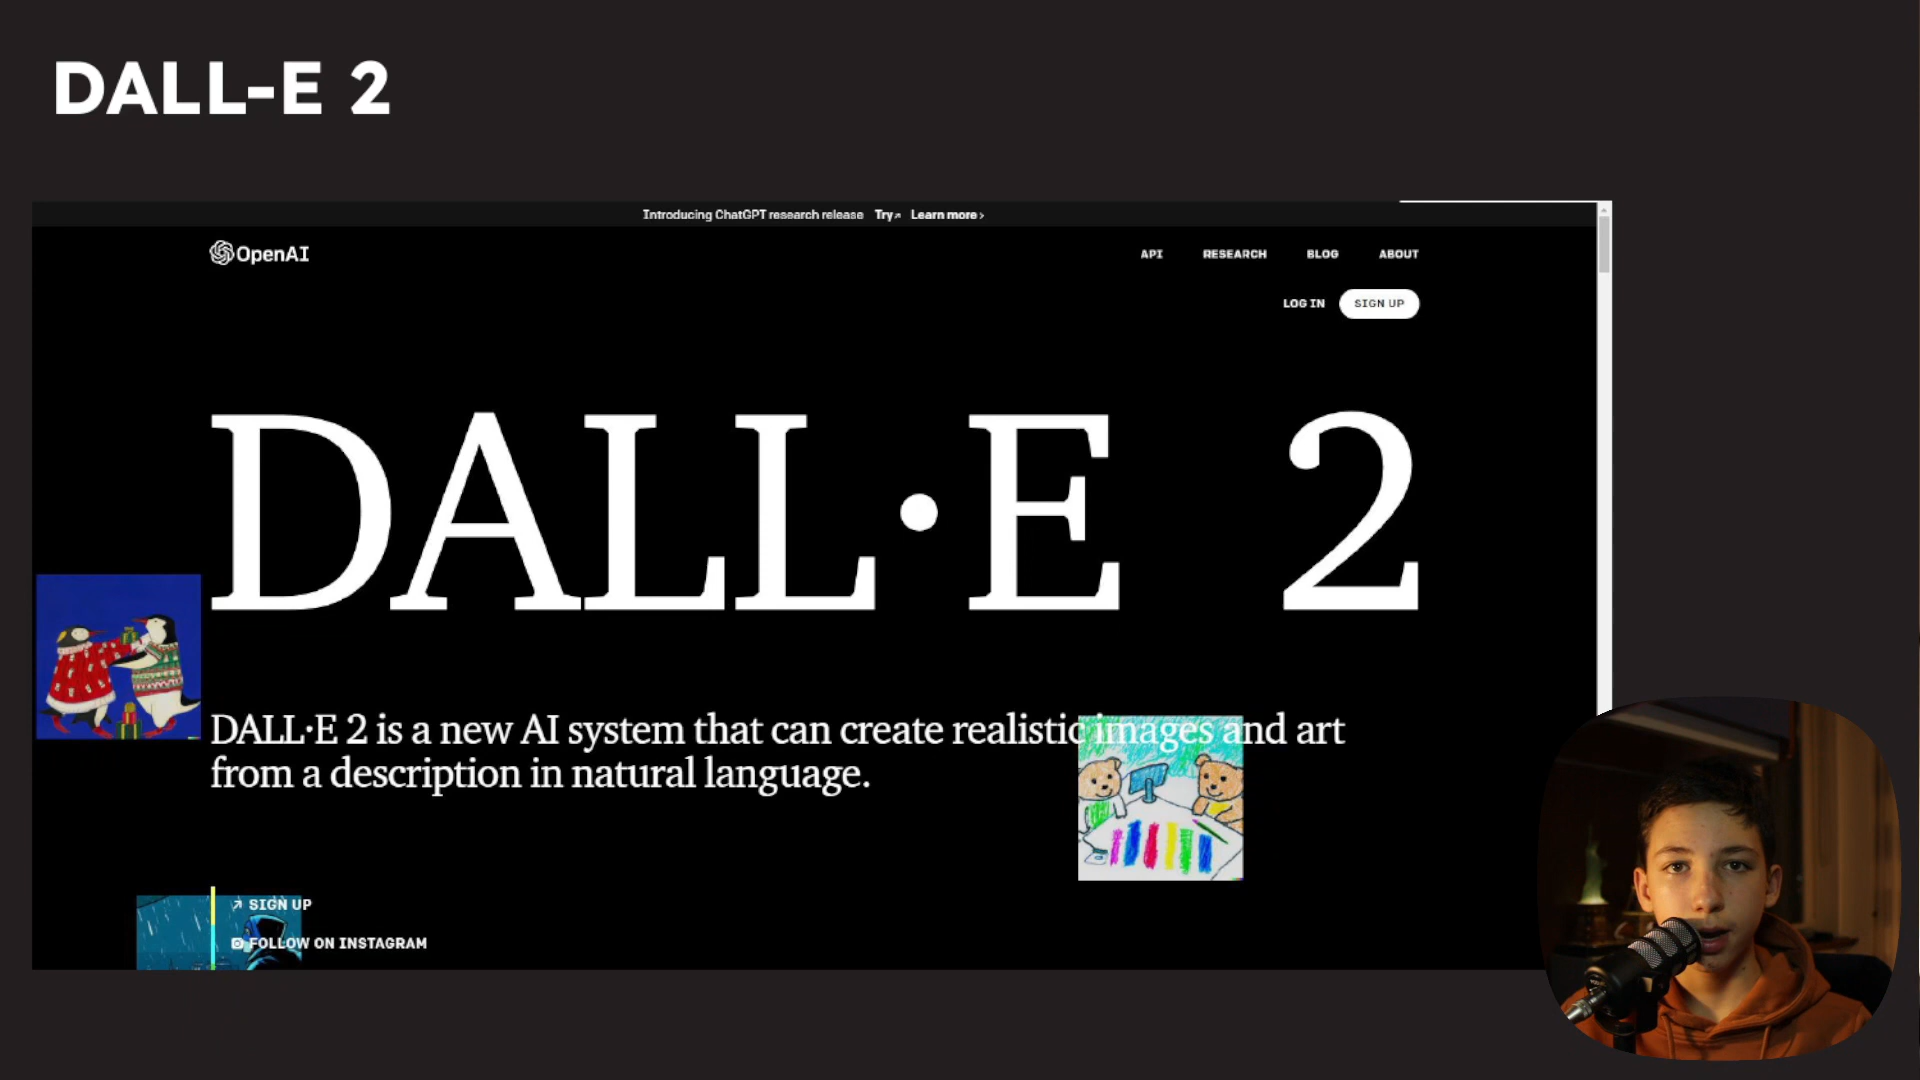 DALL-E 2
Introducing ChatGPT research release Try↗ Learn more ›
OpenAI
API RESEARCH BLOG ABOUT
LOG IN SIGN UP
DALL·E 2
DALL·E 2 is a new AI system that can create realistic images and art
from a description in natural language.
↗ SIGN UP
FOLLOW ON INSTAGRAM